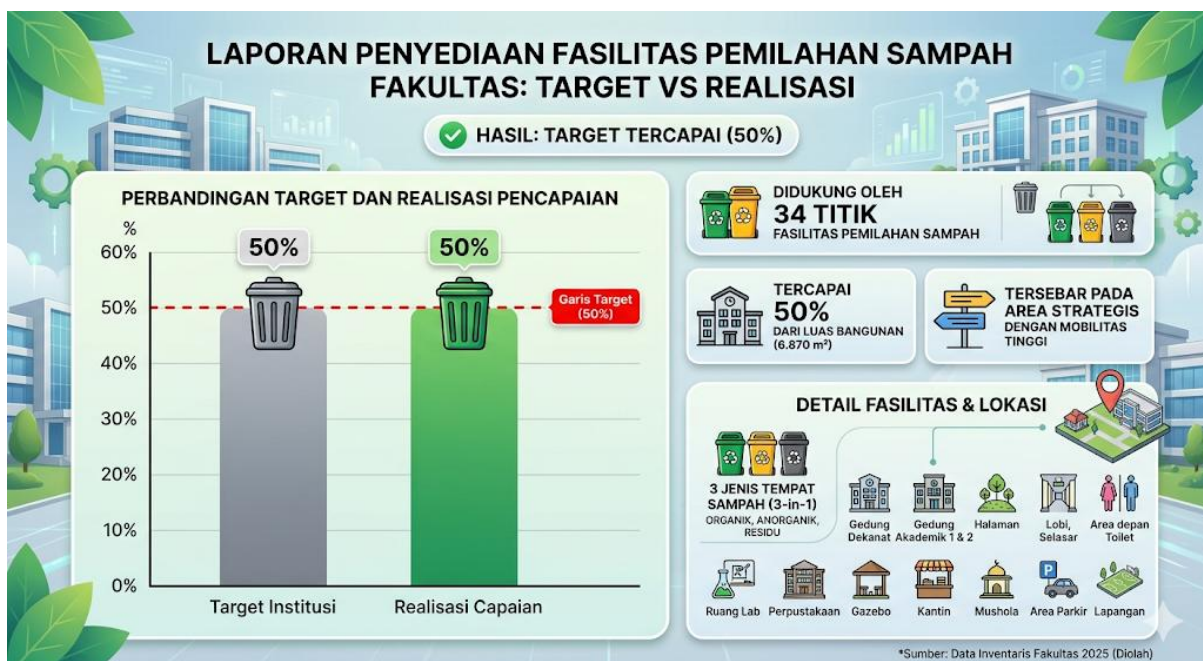 LAPORAN PENYEDIAAN FASILITAS PEMILAHAN SAMPAH
FAKULTAS: TARGET VS REALISASI
HASIL: TARGET TERCAPAI (50%)
PERBANDINGAN TARGET DAN REALISASI PENCAPAIAN
%
60%
50%
40%
30%
20%
10%
0%
50%
50%
Garis Target
(50%)
Target Institusi
Realisasi Capaian
DIDUKUNG OLEH
34 TITIK
FASILITAS PEMILAHAN SAMPAH
TERCAPAI
50%
DARI LUAS BANGUNAN
(6.870 m²)
TERSEBAR PADA
AREA STRATEGIS
DENGAN MOBILITAS
TINGGI
DETAIL FASILITAS & LOKASI
3 JENIS TEMPAT
SAMPAH (3-in-1)
ORGANIK, ANORGANIK,
RESIDU
Gedung
Dekanat
Gedung
Akademik 1 & 2
Halaman
Lobi,
Selasar
Area depan
Toilet
Ruang Lab
Perpustakaan
Gazebo
Kantin
Mushola
P
Area Parkir
Lapangan
*Sumber: Data Inventaris Fakultas 2025 (Diolah)